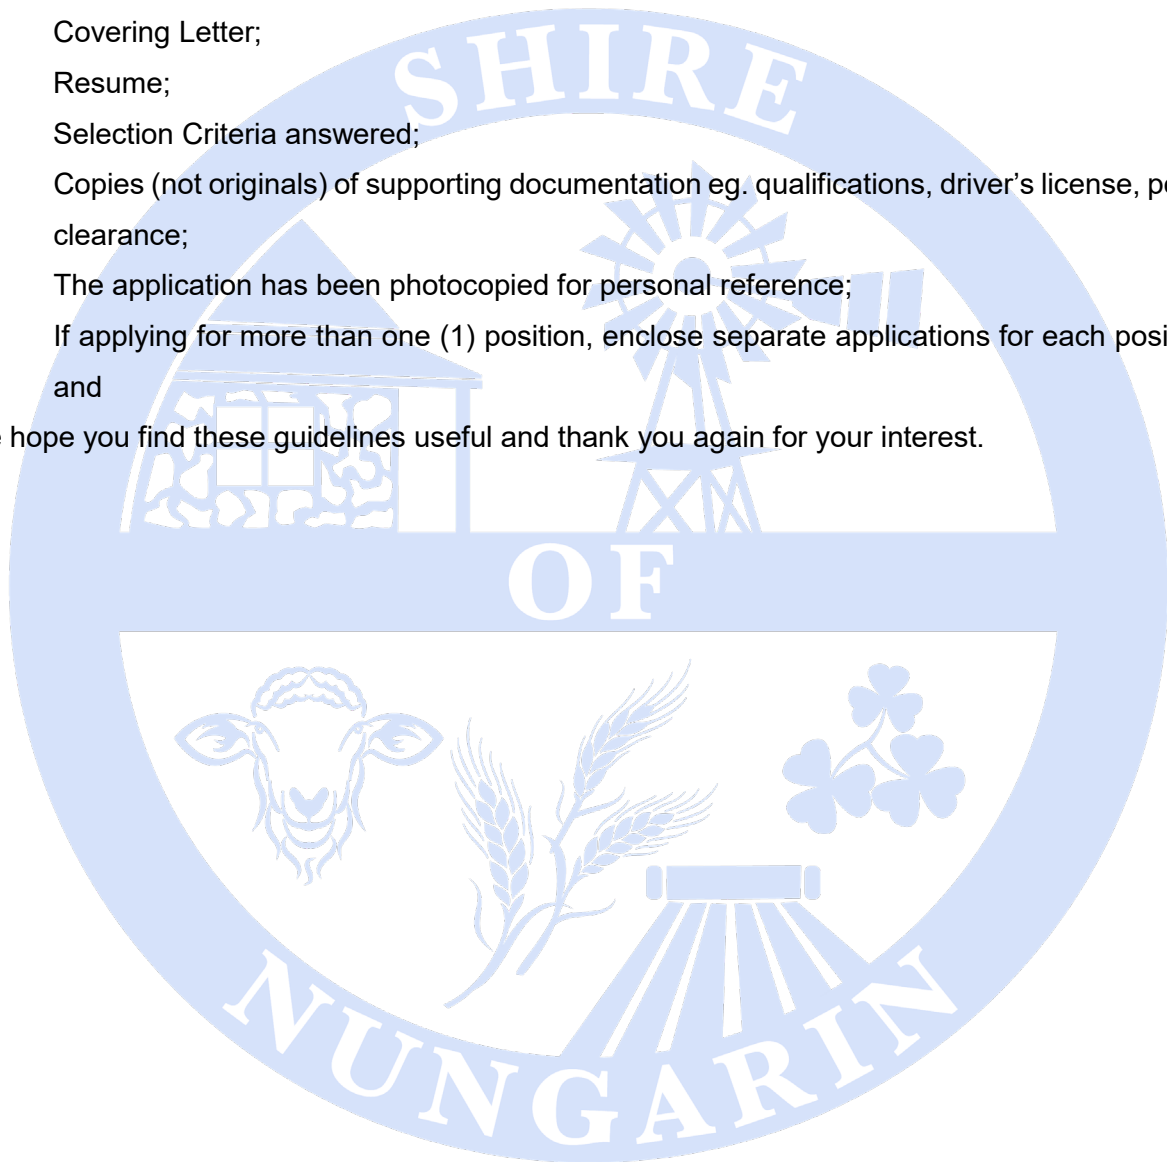 Covering Letter;
Resume;
Selection Criteria answered;
Copies (not originals) of supporting documentation eg. qualifications, driver's license,
clearance;
The application has been photocopied for personal reference;
If applying for more than one (1) position, enclose separate applications for each
and
hope you find these guidelines useful and thank you again for your interest.
SHIRE
OF
NUNGARIN